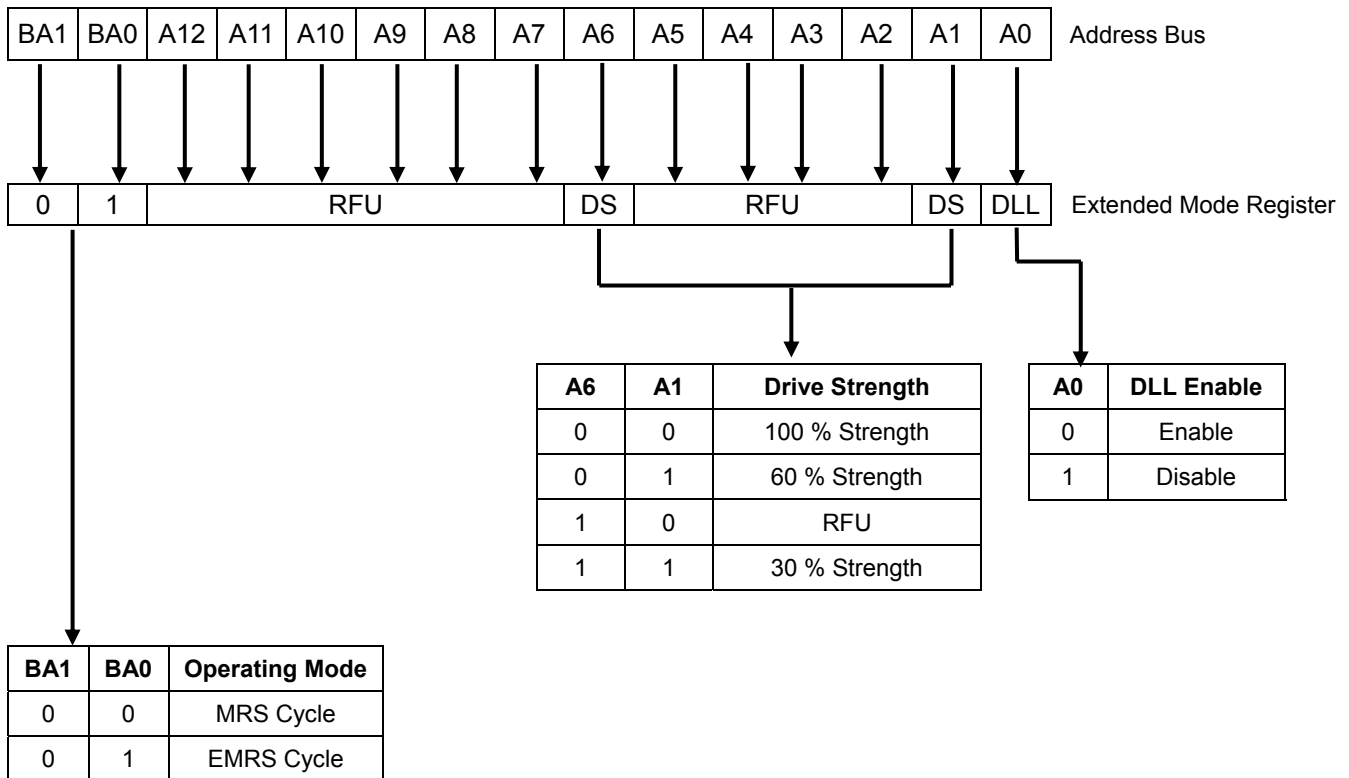 BA1 BA0 A12 A11 A10 A9 A8 A7 A6 A5 A4 A3 A2 A1 A0 Address Bus
0 1 RFU DS RFU DS DLL Extended Mode Register
A6 A1 Drive Strength
0 0 100 % Strength
0 1 60 % Strength
1 0 RFU
1 1 30 % Strength
A0 DLL Enable
0 Enable
1 Disable
BA1 BA0 Operating Mode
0 0 MRS Cycle
0 1 EMRS Cycle